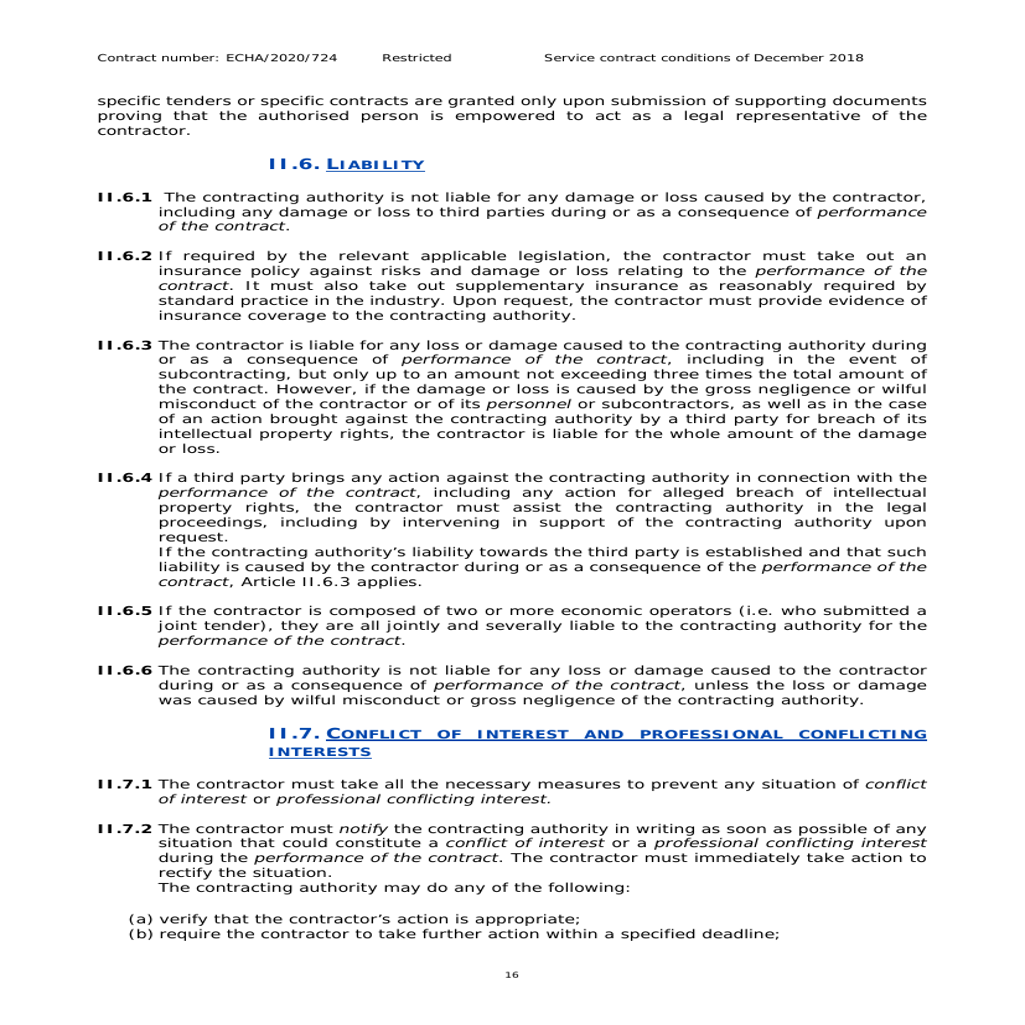 Contract number: ECHA/2020/724 Restricted Service contract conditions of December 2018
specific tenders or specific contracts are granted only upon submission of supporting documents
proving that the authorised person is empowered to act as a legal representative of the
contractor.
II.6. LIABILITY
II.6.1 The contracting authority is not liable for any damage or loss caused by the contractor,
including any damage or loss to third parties during or as a consequence of performance
of the contract.
II.6.2 If required by the relevant applicable legislation, the contractor must take out an
insurance policy against risks and damage or loss relating to the performance of the
contract. It must also take out supplementary insurance as reasonably required by
standard practice in the industry. Upon request, the contractor must provide evidence of
insurance coverage to the contracting authority.
II.6.3 The contractor is liable for any loss or damage caused to the contracting authority during
or as a consequence of performance of the contract, including in the event of
subcontracting, but only up to an amount not exceeding three times the total amount of
the contract. However, if the damage or loss is caused by the gross negligence or wilful
misconduct of the contractor or of its personnel or subcontractors, as well as in the case
of an action brought against the contracting authority by a third party for breach of its
intellectual property rights, the contractor is liable for the whole amount of the damage
or loss.
II.6.4 If a third party brings any action against the contracting authority in connection with the
performance of the contract, including any action for alleged breach of intellectual
property rights, the contractor must assist the contracting authority in the legal
proceedings, including by intervening in support of the contracting authority upon
request.
If the contracting authority's liability towards the third party is established and that such
liability is caused by the contractor during or as a consequence of the performance of the
contract, Article II.6.3 applies.
II.6.5 If the contractor is composed of two or more economic operators (i.e. who submitted a
joint tender), they are all jointly and severally liable to the contracting authority for the
performance of the contract.
II.6.6 The contracting authority is not liable for any loss or damage caused to the contractor
during or as a consequence of performance of the contract, unless the loss or damage
was caused by wilful misconduct or gross negligence of the contracting authority.
II.7. CONFLICT OF INTEREST AND PROFESSIONAL CONFLICTING
INTERESTS
II.7.1 The contractor must take all the necessary measures to prevent any situation of conflict
of interest or professional conflicting interest.
II.7.2 The contractor must notify the contracting authority in writing as soon as possible of any
situation that could constitute a conflict of interest or a professional conflicting interest
during the performance of the contract. The contractor must immediately take action to
rectify the situation.
The contracting authority may do any of the following:
(a) verify that the contractor's action is appropriate;
(b) require the contractor to take further action within a specified deadline;
16